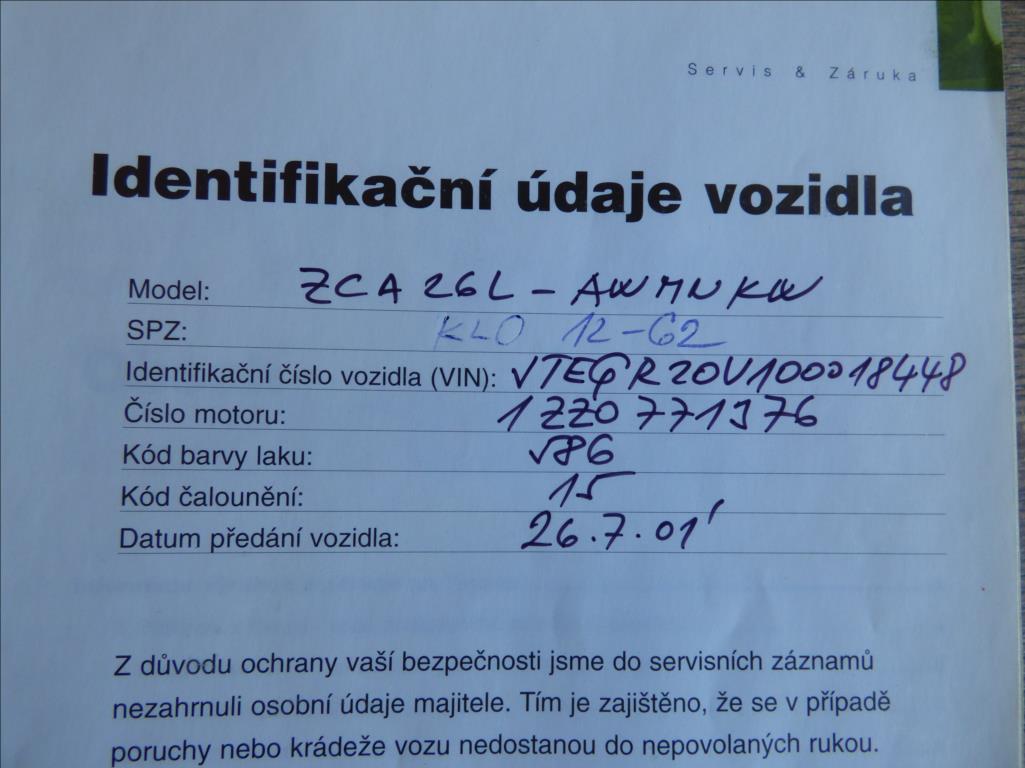 Servis & Záruka
Identifikační údaje vozidla
Model: ZCA 26L - AWMNKW
SPZ: KLO 12-62
Identifikační číslo vozidla (VIN):
Číslo motoru:
Kód barvy laku:
Kód čalounění: 15
Datum předání vozidla: 26.7.01'
Z důvodu ochrany vaší bezpečnosti jsme do servisních záznamů
nezahrnuli osobní údaje majitele. Tím je zajištěno, že se v případě
poruchy nebo krádeže vozu nedostanou do nepovolaných rukou.